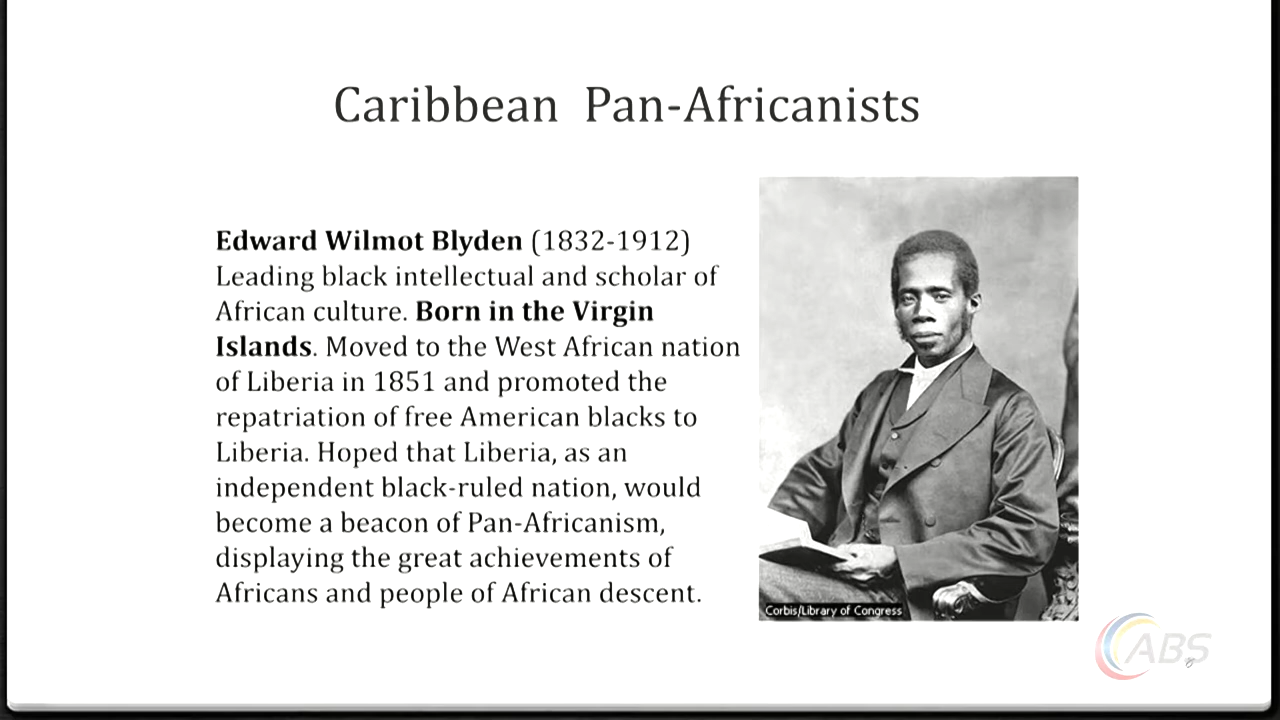 Caribbean Pan-Africanists
Edward Wilmot Blyden (1832-1912)
Leading black intellectual and scholar of
African culture. Born in the Virgin
Islands. Moved to the West African nation
of Liberia in 1851 and promoted the
repatriation of free American blacks to
Liberia. Hoped that Liberia, as an
independent black-ruled nation, would
become a beacon of Pan-Africanism,
displaying the great achievements of
Africans and people of African descent.
Corbis/Library of Congress
ABS